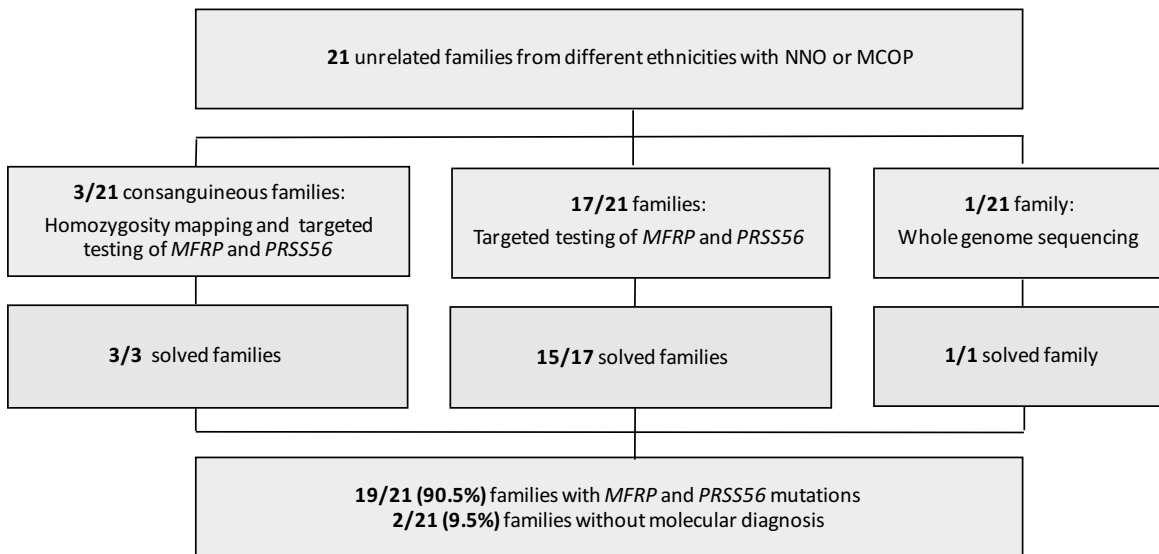 21 unrelated families from different ethnicities with NNO or MCOP
3/21 consanguineous families:
Homozygosity mapping and targeted
testing of MFRP and PRSS56
17/21 families:
Targeted testing of MFRP and PRSS56
1/21 family:
Whole genome sequencing
3/3 solved families
15/17 solved families
1/1 solved family
19/21 (90.5%) families with MFRP and PRSS56 mutations
2/21 (9.5%) families without molecular diagnosis